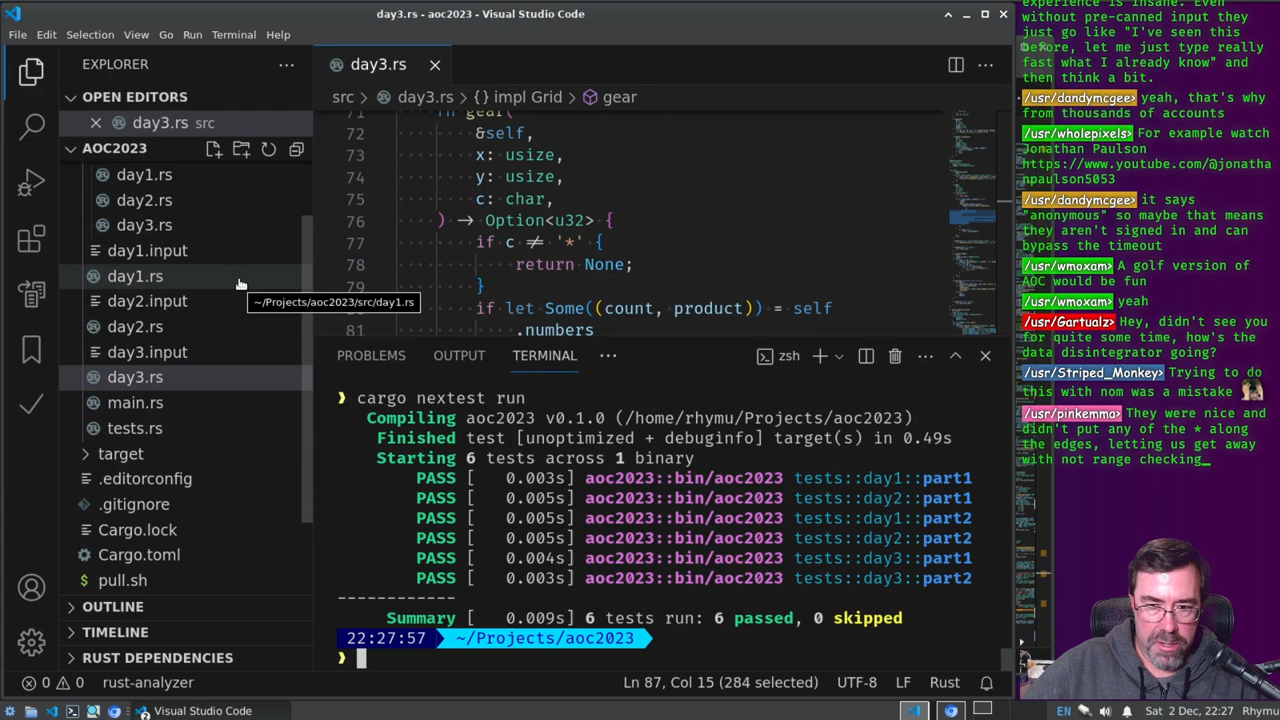 day3.rs - aoc2023 - Visual Studio Code
File Edit Selection View Go Run Terminal Help
EXPLORER
OPEN EDITORS
day3.rs src
AOC2023
day1.rs
day2.rs
day3.rs
day1.input
day1.rs
day2.input
day2.rs
day3.input
day3.rs
main.rs
tests.rs
target
.editorconfig
.gitignore
Cargo.lock
Cargo.toml
pull.sh
OUTLINE
TIMELINE
RUST DEPENDENCIES
~/Projects/aoc2023/src/day1.rs
day3.rs
src > day3.rs > {} impl Grid > gear
fn gear(
72 &self,
73 x: usize,
74 y: usize,
75 c: char,
76 ) -> Option<u32> {
77 if c ≠ '*' {
78 return None;
79 }
80 if let Some((count, product)) = self
81 .numbers
PROBLEMS OUTPUT TERMINAL
zsh
❱ cargo nextest run
Compiling aoc2023 v0.1.0 (/home/rhymu/Projects/aoc2023)
Finished test [unoptimized + debuginfo] target(s) in 0.49s
Starting 6 tests across 1 binary
PASS [ 0.003s] aoc2023::bin/aoc2023 tests::day1::part1
PASS [ 0.005s] aoc2023::bin/aoc2023 tests::day2::part1
PASS [ 0.005s] aoc2023::bin/aoc2023 tests::day1::part2
PASS [ 0.005s] aoc2023::bin/aoc2023 tests::day2::part2
PASS [ 0.004s] aoc2023::bin/aoc2023 tests::day3::part1
PASS [ 0.003s] aoc2023::bin/aoc2023 tests::day3::part2
------------
Summary [ 0.009s] 6 tests run: 6 passed, 0 skipped
22:27:57 ~/Projects/aoc2023
❱
0 0 rust-analyzer
Ln 87, Col 15 (284 selected) UTF-8 LF Rust
Visual Studio Code
EN
Sat 2 Dec, 22:27 Rhymu
experience is insane. Even
without pre-canned input they
just go like "I've seen this
before, let me just type really
fast what I already know" and
then think a bit.
/usr/dandymcgee> yeah, that's why
from thousands of accounts
/usr/wholepixels> For example watch
Jonathan Paulson
https://www.youtube.com/@jonatha
npaulson5053
/usr/dandymcgee> it says
"anonymous" so maybe that means
they aren't signed in and can
bypass the timeout
/usr/wmoxam> A golf version of
AOC would be fun
/usr/wmoxam> yeah
/usr/Gartualz> Hey, didn't see you
for quite some time, how's the
data disintegrator going?
/usr/Striped_Monkey> Trying to do
this with nom was a mistake
/usr/pinkemma> They were nice and
didn't put any of the * along
the edges, letting us get away
with not range checking_